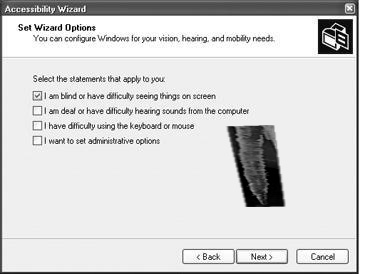 Accessibility Wizard
Set Wizard Options
You can configure Windows for your vision, hearing, and mobility needs.
Select the statements that apply to you:
I am blind or have difficulty seeing things on screen
I am deaf or have difficulty hearing sounds from the computer
I have difficulty using the keyboard or mouse
I want to set administrative options
< Back
Next >
Cancel